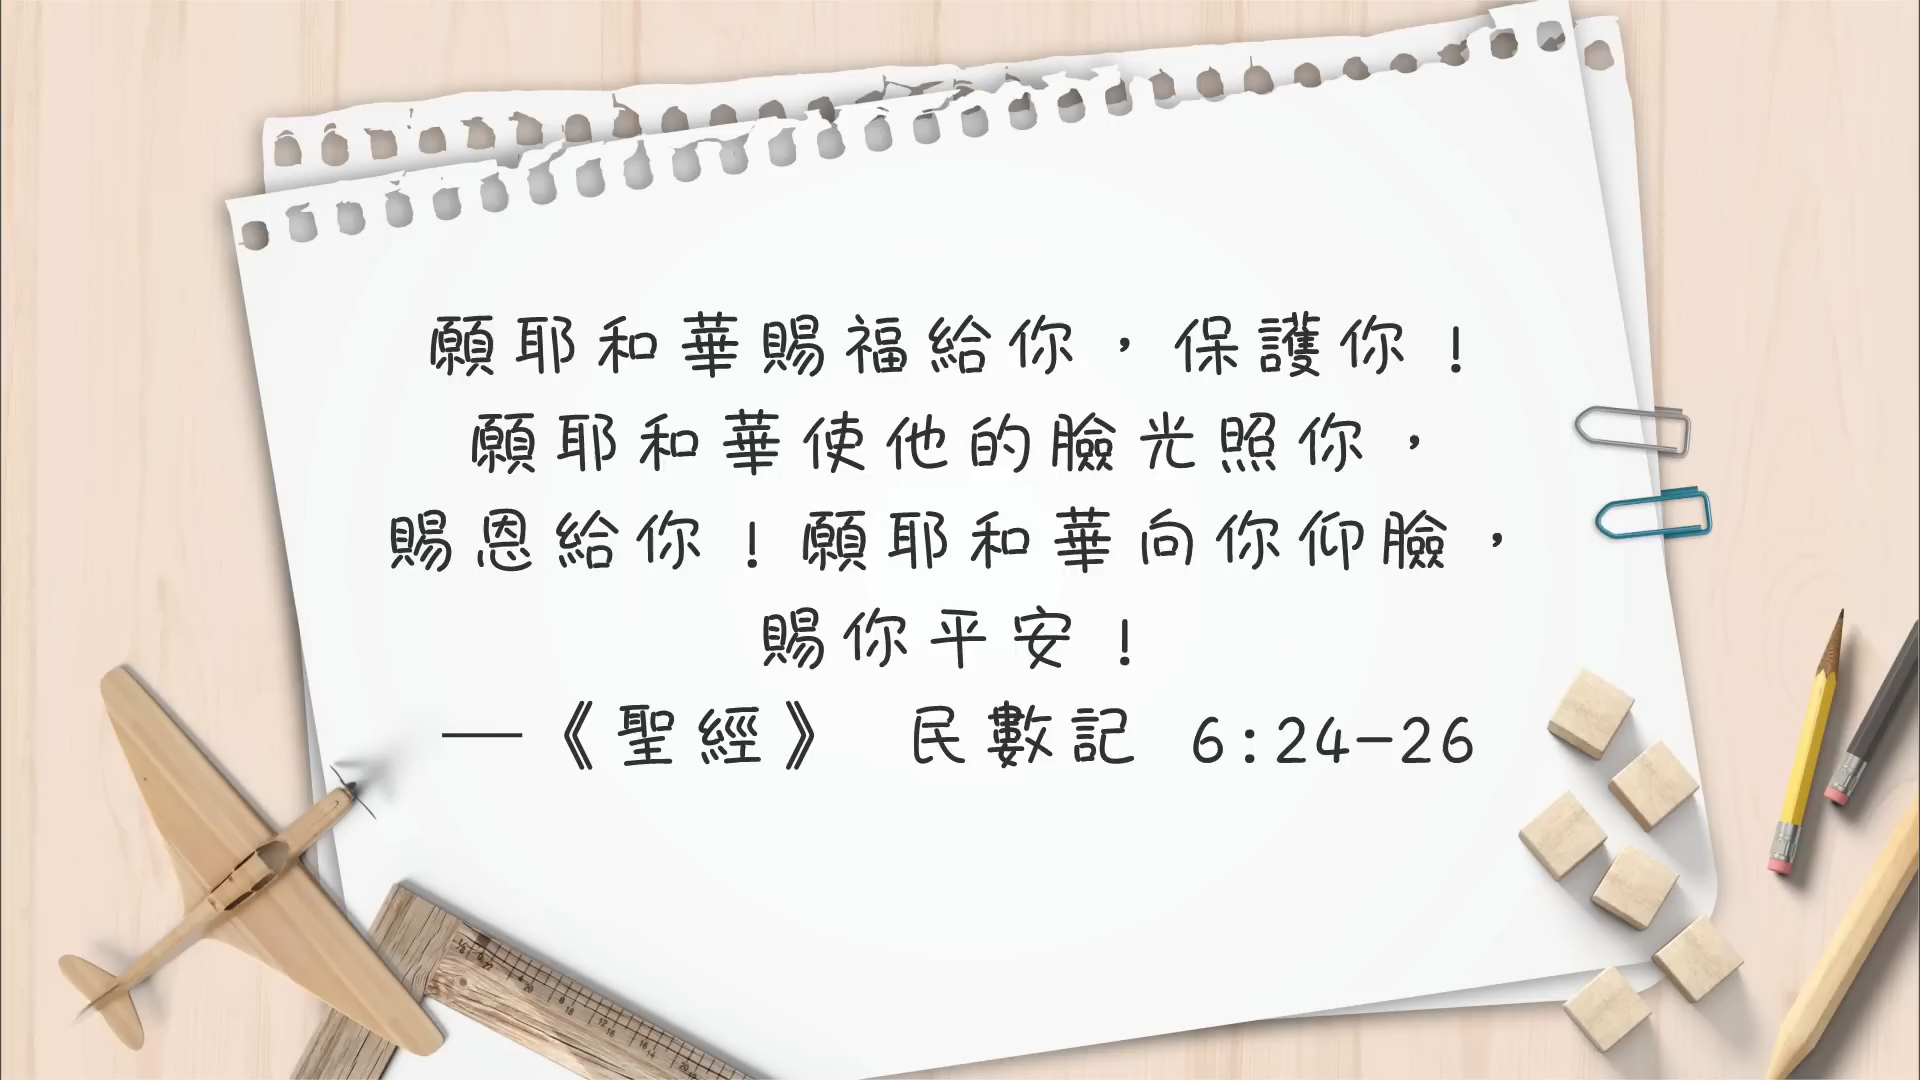 願耶和華賜福給你，保護你！
願耶和華使他的臉光照你，
賜恩給你！願耶和華向你仰臉，
賜你平安！
—《聖經》 民數記 6:24-26